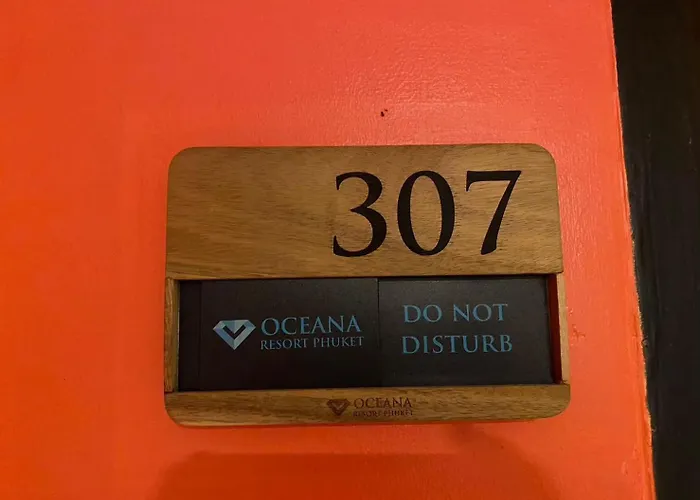 307
OCEANA
RESORT PHUKET
DO NOT
DISTURB
OCEANA
RESORT PHUKET